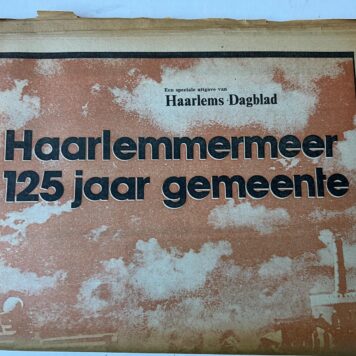 Een speciale uitgave van
Haarlems Dagblad
Haarlemmermeer
125 jaar gemeente